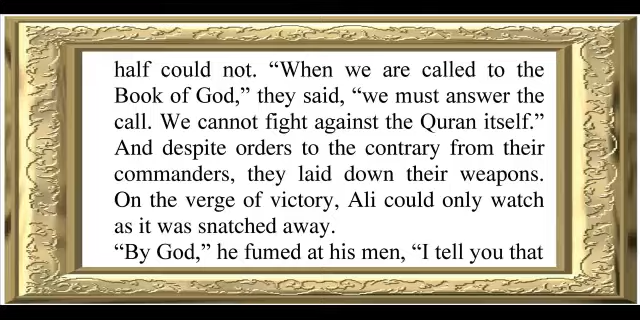 half could not. “When we are called to the
Book of God,” they said, “we must answer the
call. We cannot fight against the Quran itself.”
And despite orders to the contrary from their
commanders, they laid down their weapons.
On the verge of victory, Ali could only watch
as it was snatched away.
“By God,” he fumed at his men, “I tell you that